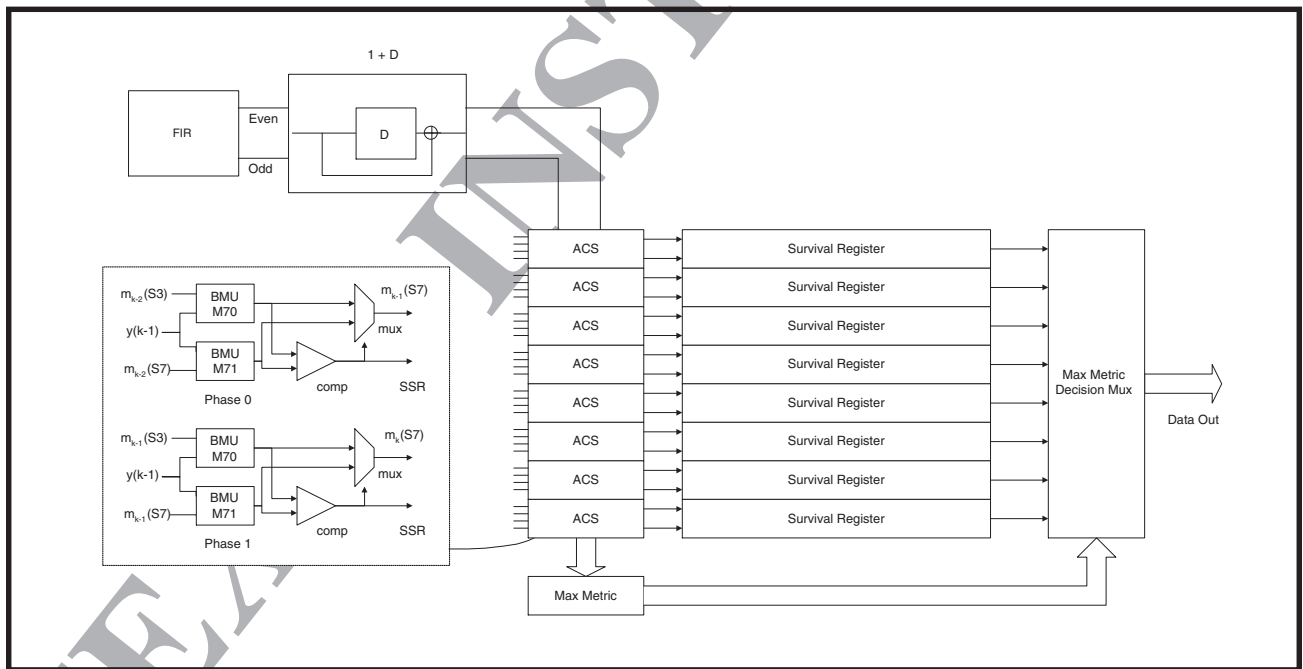 1 + D
FIR
Even
Odd
D
ACS
Survival Register
ACS
Survival Register
ACS
Survival Register
ACS
Survival Register
ACS
Survival Register
ACS
Survival Register
ACS
Survival Register
ACS
Survival Register
Max Metric
Decision Mux
Data Out
Max Metric
m_{k-2}(S3)
BMU
M70
m_{k-1}(S7)
y(k-1)
mux
m_{k-2}(S7)
BMU
M71
comp
SSR
Phase 0
m_{k-1}(S3)
BMU
M70
m_k(S7)
y(k-1)
mux
m_{k-1}(S7)
BMU
M71
comp
SSR
Phase 1